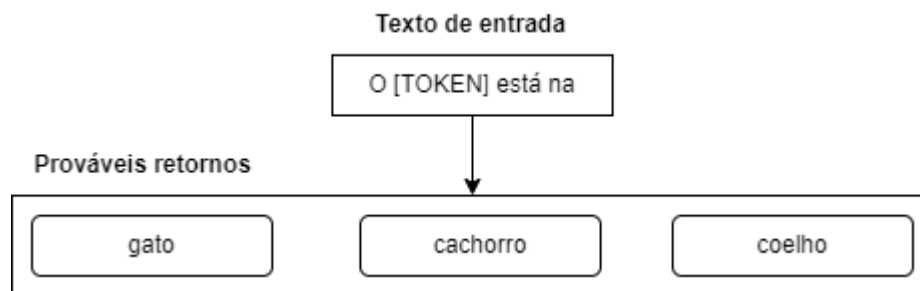 Texto de entrada
O [TOKEN] está na
Prováveis retornos
gato
cachorro
coelho